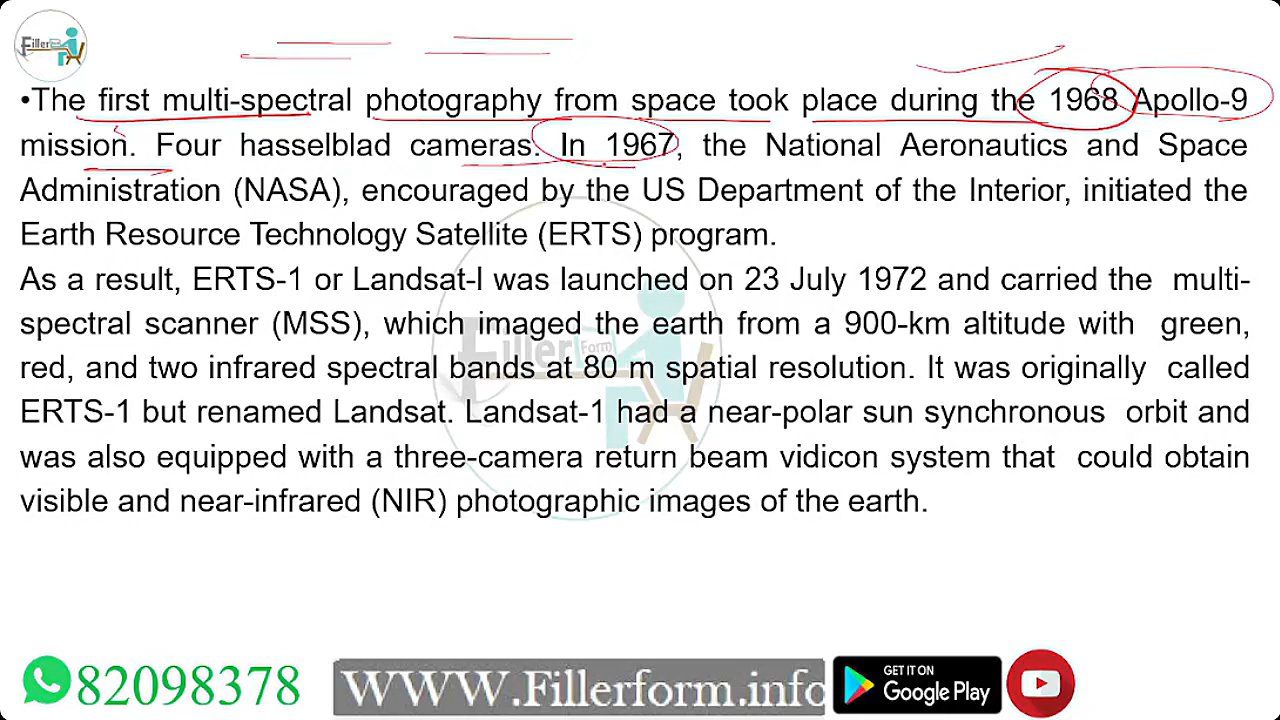 Filler
•The first multi-spectral photography from space took place during the 1968 Apollo-9
mission. Four hasselblad cameras. In 1967, the National Aeronautics and Space
Administration (NASA), encouraged by the US Department of the Interior, initiated the
Earth Resource Technology Satellite (ERTS) program.
As a result, ERTS-1 or Landsat-I was launched on 23 July 1972 and carried the multi-
spectral scanner (MSS), which imaged the earth from a 900-km altitude with green,
red, and two infrared spectral bands at 80 m spatial resolution. It was originally called
ERTS-1 but renamed Landsat. Landsat-1 had a near-polar sun synchronous orbit and
was also equipped with a three-camera return beam vidicon system that could obtain
visible and near-infrared (NIR) photographic images of the earth.
Filler Form
82098378
WWW.Fillerform.info
GET IT ON
Google Play